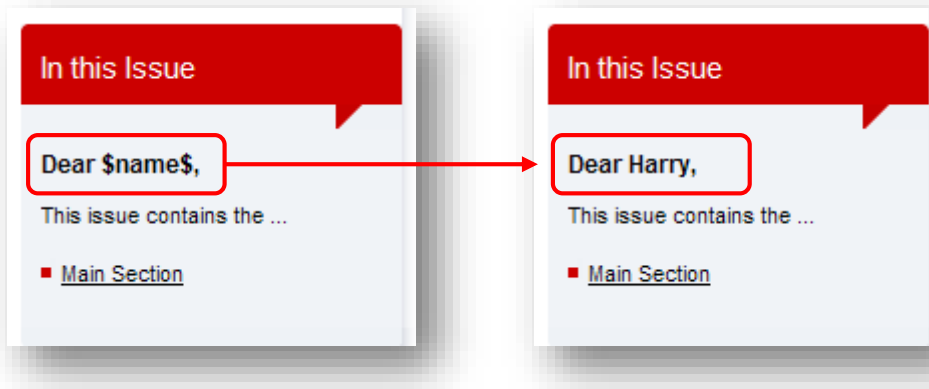 In this Issue
Dear $name$,
This issue contains the ...
Main Section
In this Issue
Dear Harry,
This issue contains the ...
Main Section